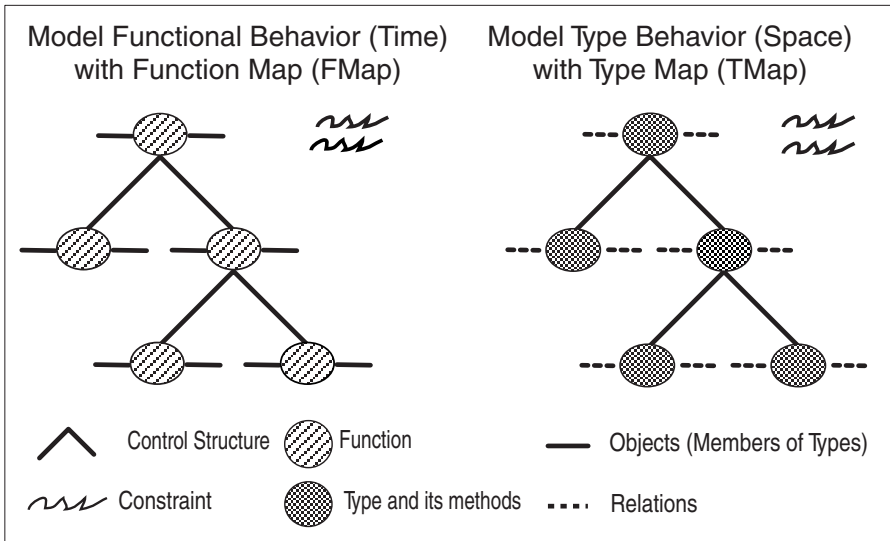 Model Functional Behavior (Time)
with Function Map (FMap)
Model Type Behavior (Space)
with Type Map (TMap)
Control Structure
Function
Objects (Members of Types)
Constraint
Type and its methods
Relations